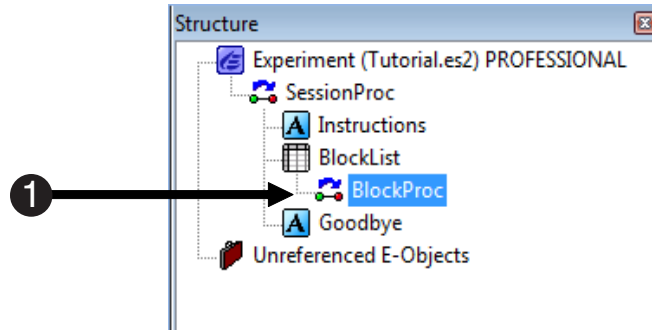 Structure
Experiment (Tutorial.es2) PROFESSIONAL
SessionProc
A Instructions
BlockList
1 BlockProc
A Goodbye
Unreferenced E-Objects